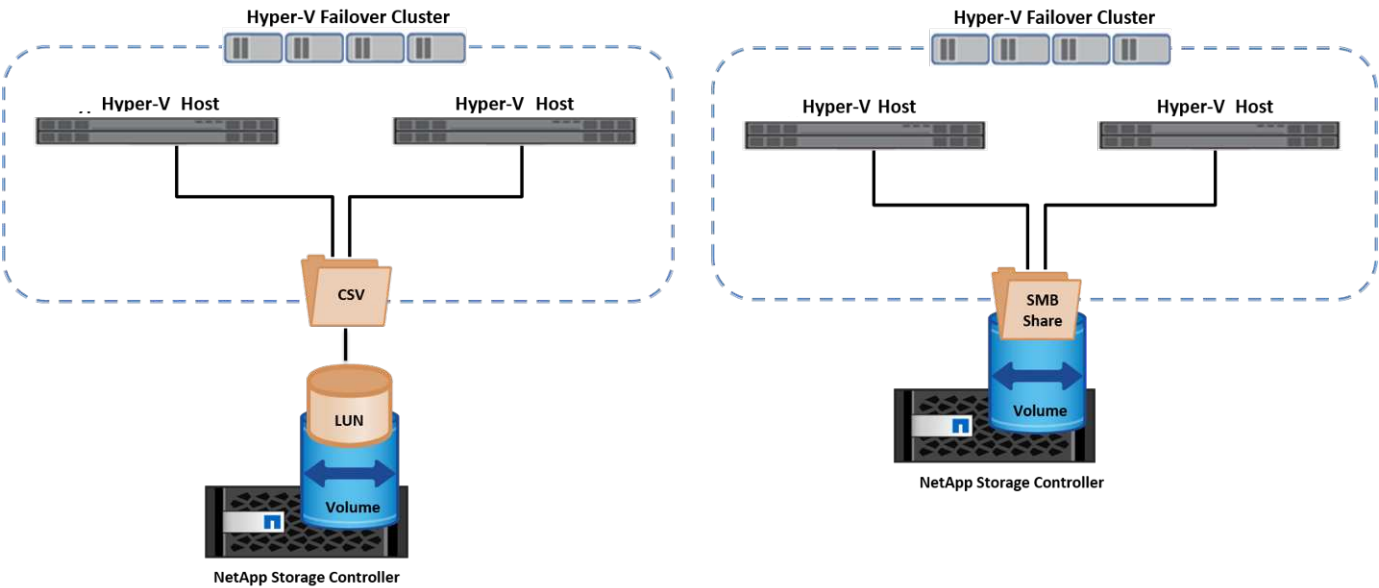 Hyper-V Failover Cluster
Hyper-V Host
Hyper-V Host
CSV
LUN
Volume
NetApp Storage Controller
Hyper-V Failover Cluster
Hyper-V Host
Hyper-V Host
SMB
Share
Volume
NetApp Storage Controller